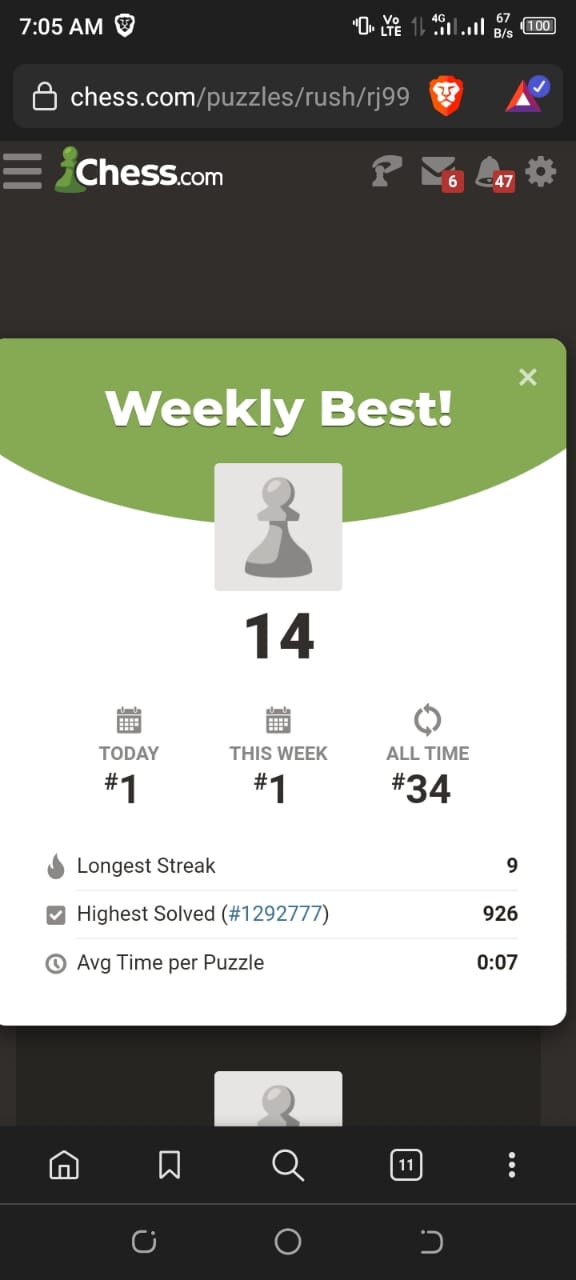 7:05 AM
Vo LTE 4G 67 B/s 100
chess.com/puzzles/rush/rj99
Chess.com 6 47
Weekly Best!
14
TODAY THIS WEEK ALL TIME
#1 #1 #34
Longest Streak 9
Highest Solved (#1292777) 926
Avg Time per Puzzle 0:07
11